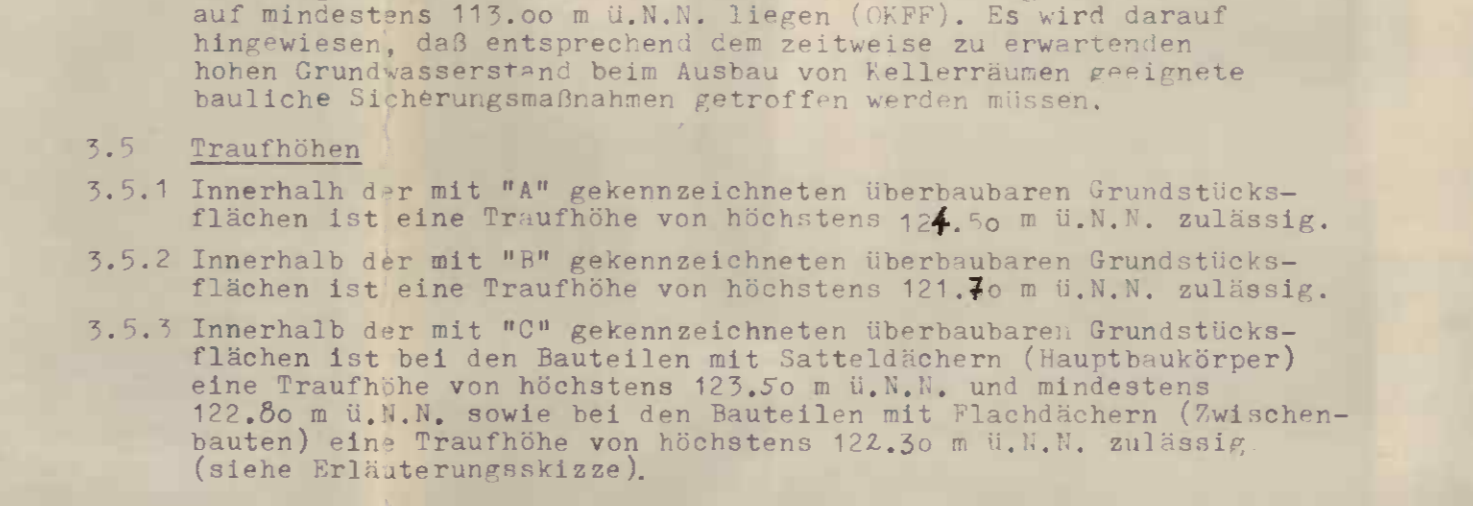 auf mindestens 113.oo m ü.N.N. liegen (OKFF). Es wird darauf
hingewiesen, daß entsprechend dem zeitweise zu erwartenden
hohen Grundwasserstand beim Ausbau von Kellerräumen geeignete
bauliche Sicherungsmaßnahmen getroffen werden müssen.
3.5 Traufhöhen
3.5.1 Innerhalh der mit "A" gekennzeichneten überbaubaren Grundstücks-
flächen ist eine Traufhöhe von höchstens 124.5o m ü.N.N. zulässig.
3.5.2 Innerhalb der mit "B" gekennzeichneten überbaubaren Grundstücks-
flächen ist eine Traufhöhe von höchstens 121.7o m ü.N.N. zulässig.
3.5.3 Innerhalb der mit "C" gekennzeichneten überbaubaren Grundstücks-
flächen ist bei den Bauteilen mit Satteldächern (Hauptbaukörper)
eine Traufhöhe von höchstens 123.5o m ü.N.N. und mindestens
122.8o m ü.N.N. sowie bei den Bauteilen mit Flachdächern (Zwischen-
bauten) eine Traufhöhe von höchstens 122.3o m ü.N.N. zulässig
(siehe Erläuterungsskizze).